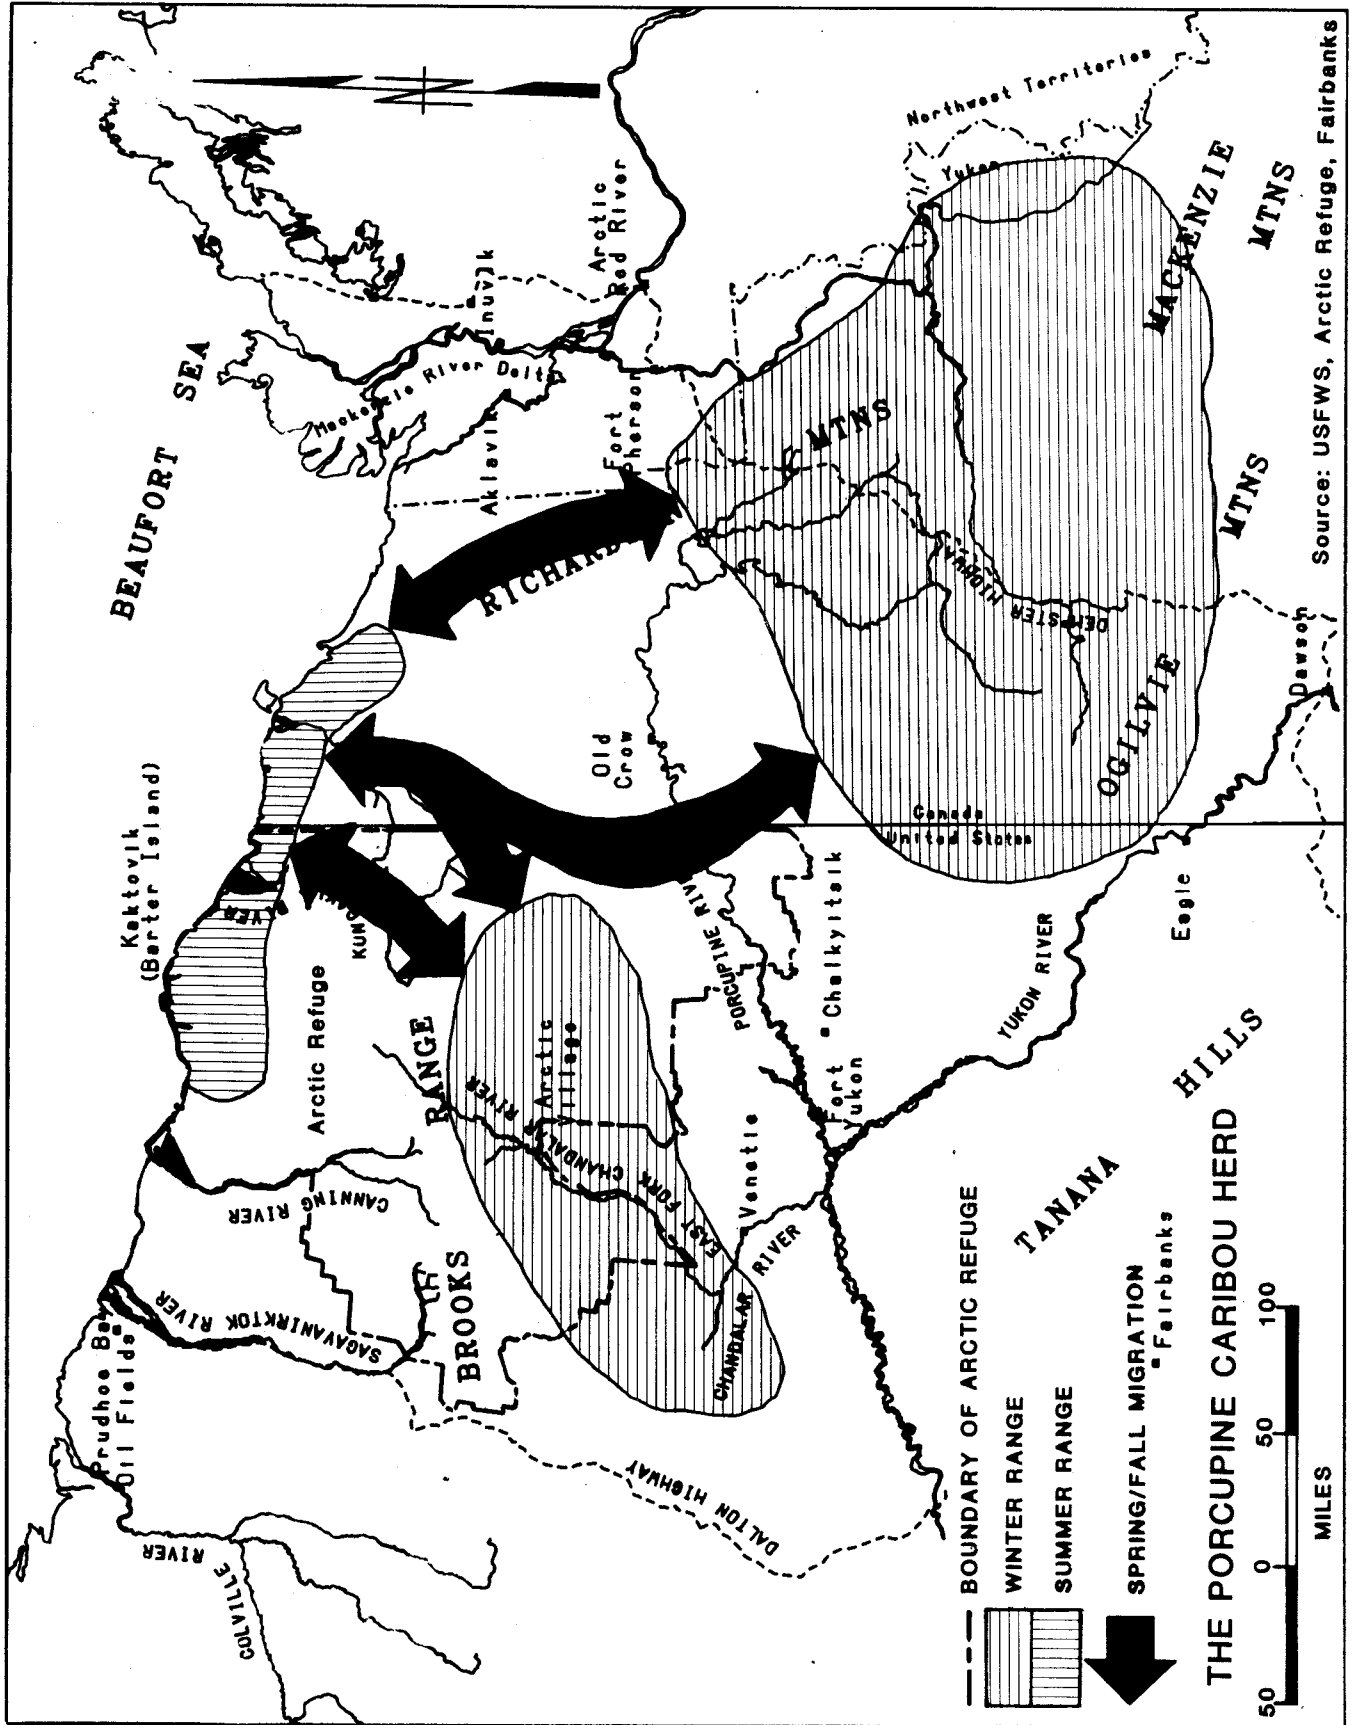 BEAUFORT SEA
Kaktovik
(Barter Island)
Prudhoe Bay
Oil Fields
COLVILLE
RIVER
SAGAVANIRKTOK RIVER
CANNING RIVER
Arctic Refuge
RIVER
Mackenzie River Delta
Inuvik
Aklavik
Arctic
Red River
Fort
Northwest Territories
Yukon
BROOKS
RANGE
DALTON HIGHWAY
EAST FORK CHANDALAR RIVER
Arctic
Village
CHANDALAR
RIVER
Venetie
Old
Crow
PORCUPINE
Chalkyitsik
Fort
Yukon
YUKON RIVER
Canada
United States
MTNS
DEMPSTER
OGILVIE
MTNS
MACKENZIE
MTNS
Eagle
Dawson
TANANA
HILLS
Fairbanks
BOUNDARY OF ARCTIC REFUGE
WINTER RANGE
SUMMER RANGE
SPRING/FALL MIGRATION
THE PORCUPINE CARIBOU HERD
50 0 50 100
MILES
Source: USFWS, Arctic Refuge, Fairbanks